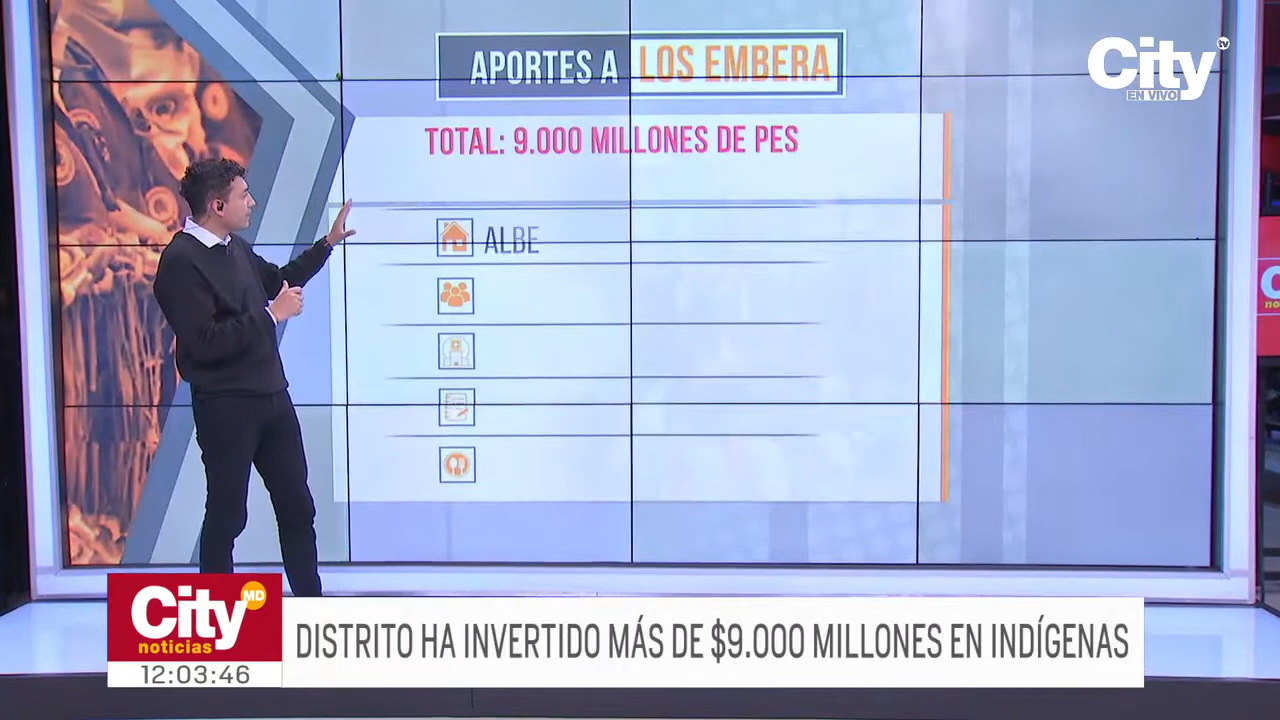 City tv
EN VIVO
APORTES A LOS EMBERA
TOTAL: 9.000 MILLONES DE PES
ALBE
City MD
noticias
DISTRITO HA INVERTIDO MÁS DE $9.000 MILLONES EN INDÍGENAS
12:03:46